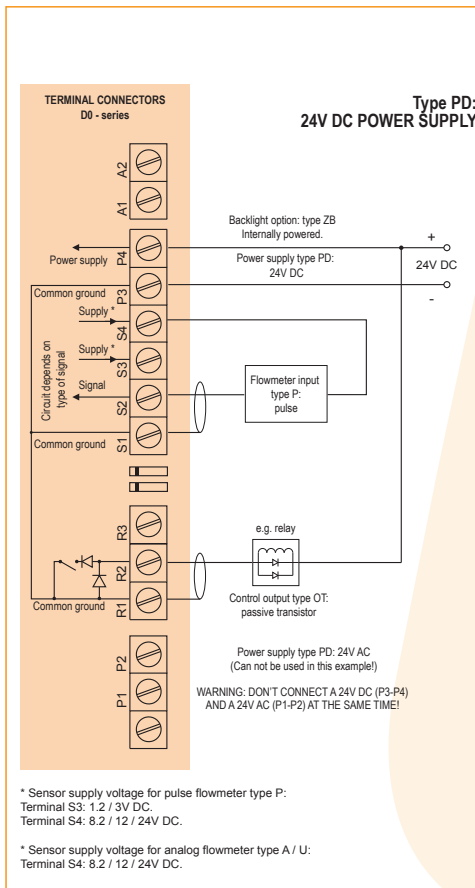 TERMINAL CONNECTORS
D0 - series
Type PD:
24V DC POWER SUPPLY
A2
A1
Backlight option: type ZB
Internally powered.
Power supply
P4
+
Power supply type PD:
24V DC
24V DC
Common ground
P3
-
Supply *
S4
Supply *
S3
Circuit depends on
type of signal
Signal
S2
Flowmeter input
type P:
pulse
Common ground
S1
R3
e.g. relay
R2
Common ground
R1
Control output type OT:
passive transistor
P2
Power supply type PD: 24V AC
(Can not be used in this example!)
P1
WARNING: DON'T CONNECT A 24V DC (P3-P4)
AND A 24V AC (P1-P2) AT THE SAME TIME!
* Sensor supply voltage for pulse flowmeter type P:
Terminal S3: 1.2 / 3V DC.
Terminal S4: 8.2 / 12 / 24V DC.
* Sensor supply voltage for analog flowmeter type A / U:
Terminal S4: 8.2 / 12 / 24V DC.